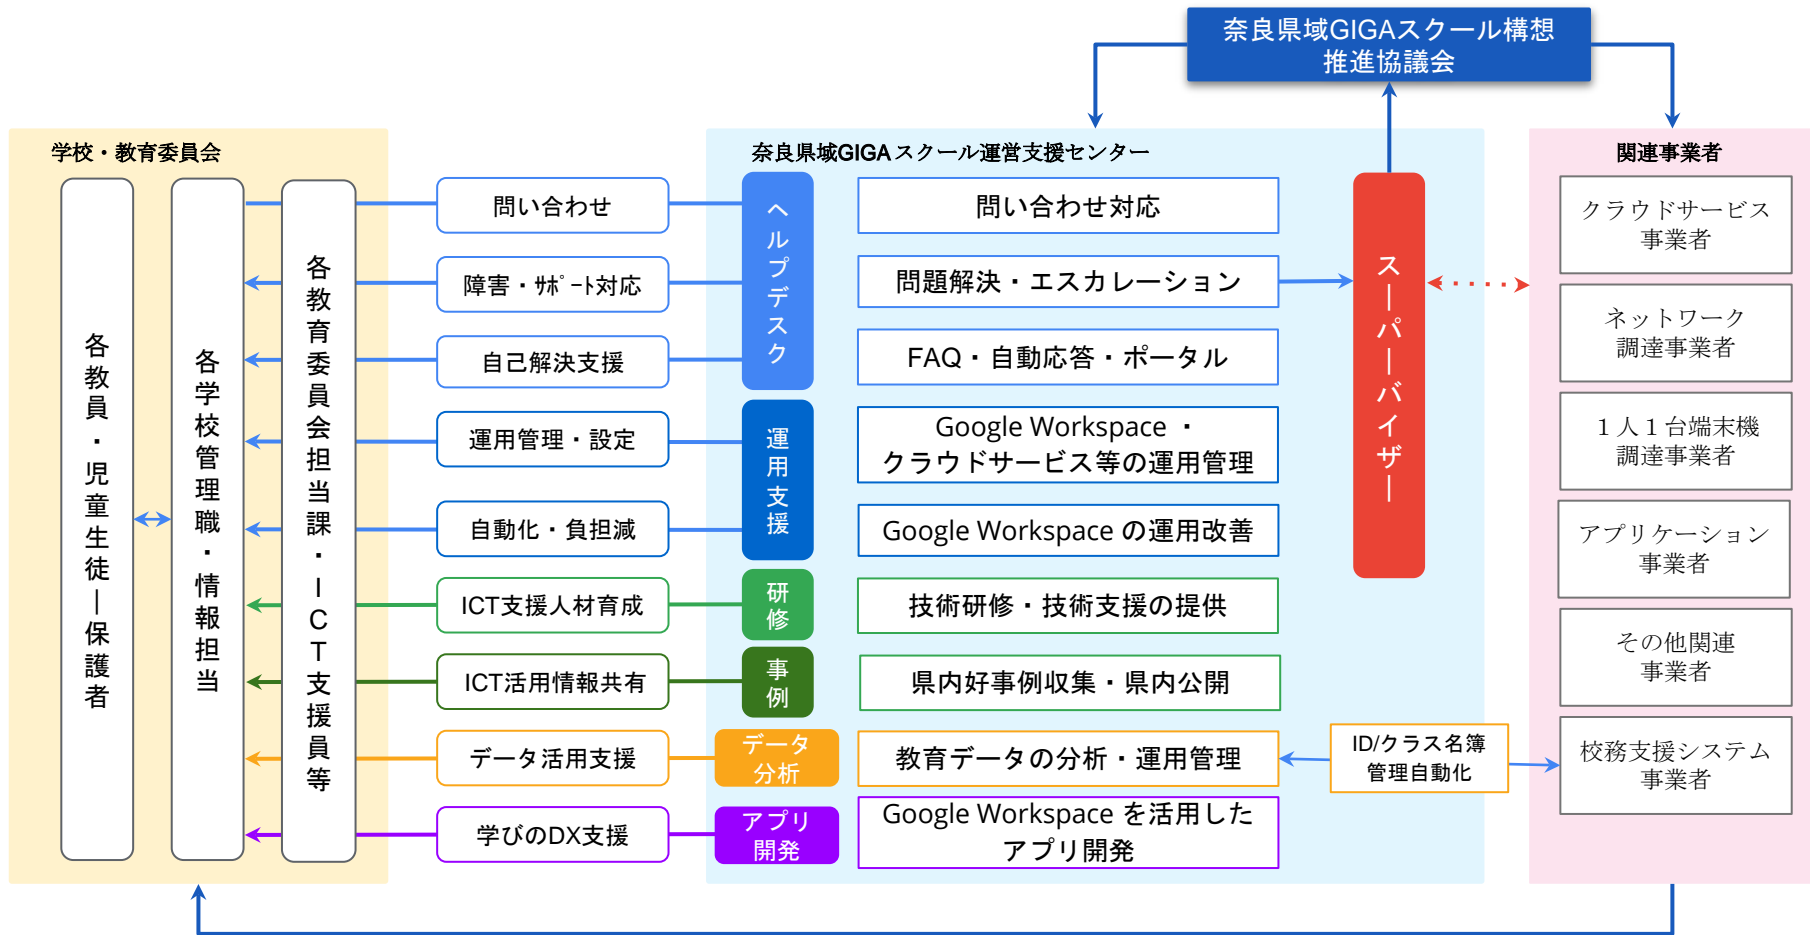 奈良県域GIGAスクール構想
推進協議会
学校・教育委員会
各教員・児童生徒―保護者
各学校管理職・情報担当
各教育委員会担当課・ICT支援員等
問い合わせ
障害・ｻﾎﾟｰﾄ対応
自己解決支援
運用管理・設定
自動化・負担減
ICT支援人材育成
ICT活用情報共有
データ活用支援
学びのDX支援
奈良県域GIGAスクール運営支援センター
ヘルプデスク
運用支援
研修
事例
データ
分析
アプリ
開発
問い合わせ対応
問題解決・エスカレーション
FAQ・自動応答・ポータル
Google Workspace ・
クラウドサービス等の運用管理
Google Workspace の運用改善
技術研修・技術支援の提供
県内好事例収集・県内公開
教育データの分析・運用管理
Google Workspace を活用した
アプリ開発
スーパーバイザー
ID/クラス名簿
管理自動化
関連事業者
クラウドサービス
事業者
ネットワーク
調達事業者
１人１台端末機
調達事業者
アプリケーション
事業者
その他関連
事業者
校務支援システム
事業者